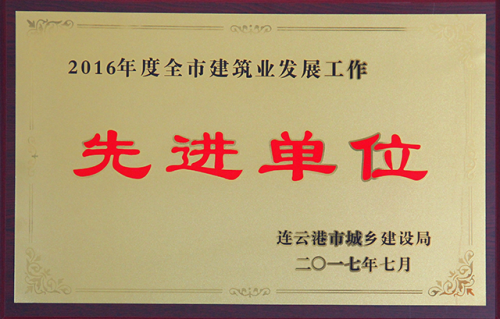 2016年度全市建筑业发展工作
先进单位
连云港市城乡建设局
二〇一七年七月